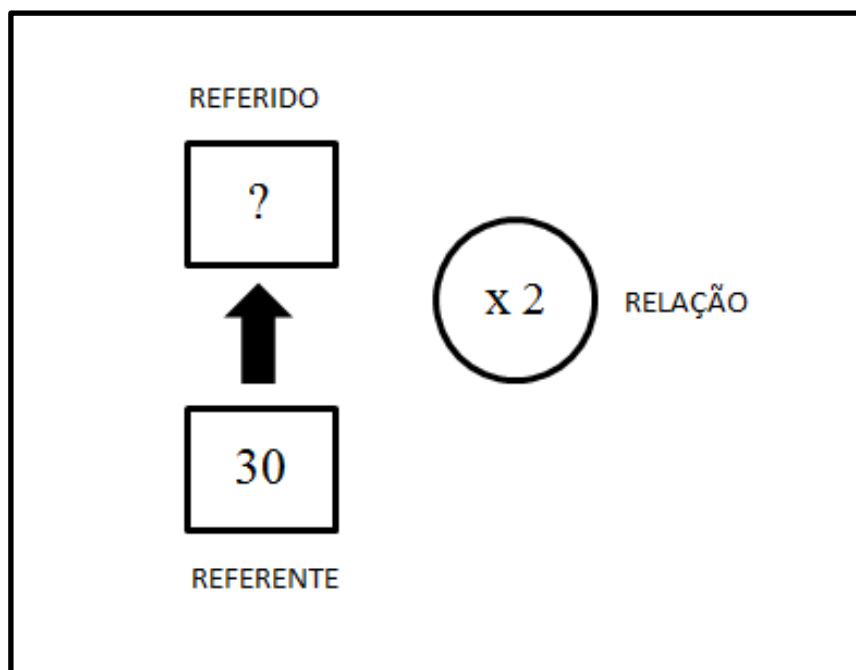 REFERIDO
?
x 2
RELAÇÃO
30
REFERENTE